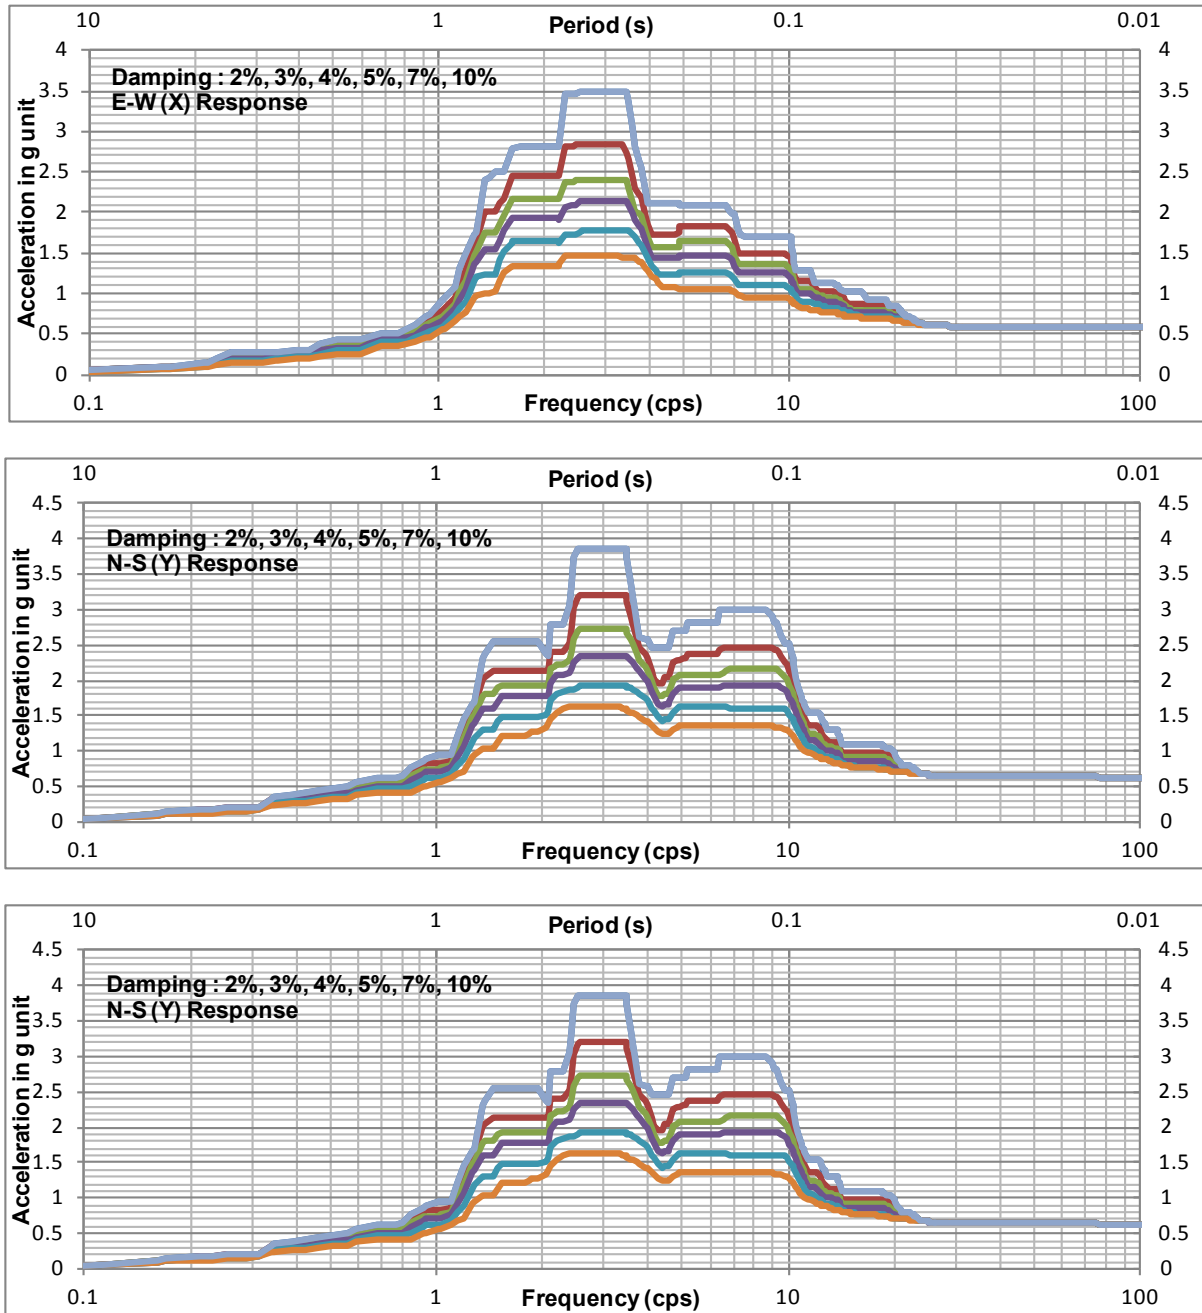 10 1 0.1 0.01
Period (s)
4 4
Damping : 2%, 3%, 4%, 5%, 7%, 10%
3.5 3.5
E-W (X) Response
3 3
2.5 2.5
2 2
1.5 1.5
1 1
0.5 0.5
0 0
Acceleration in g unit
0.1 1 10 100
Frequency (cps)
10 1 0.1 0.01
Period (s)
4.5 4.5
Damping : 2%, 3%, 4%, 5%, 7%, 10%
4 4
N-S (Y) Response
3.5 3.5
3 3
2.5 2.5
2 2
1.5 1.5
1 1
0.5 0.5
0 0
Acceleration in g unit
0.1 1 10 100
Frequency (cps)
10 1 0.1 0.01
Period (s)
4.5 4.5
Damping : 2%, 3%, 4%, 5%, 7%, 10%
4 4
N-S (Y) Response
3.5 3.5
3 3
2.5 2.5
2 2
1.5 1.5
1 1
0.5 0.5
0 0
Acceleration in g unit
0.1 1 10 100
Frequency (cps)